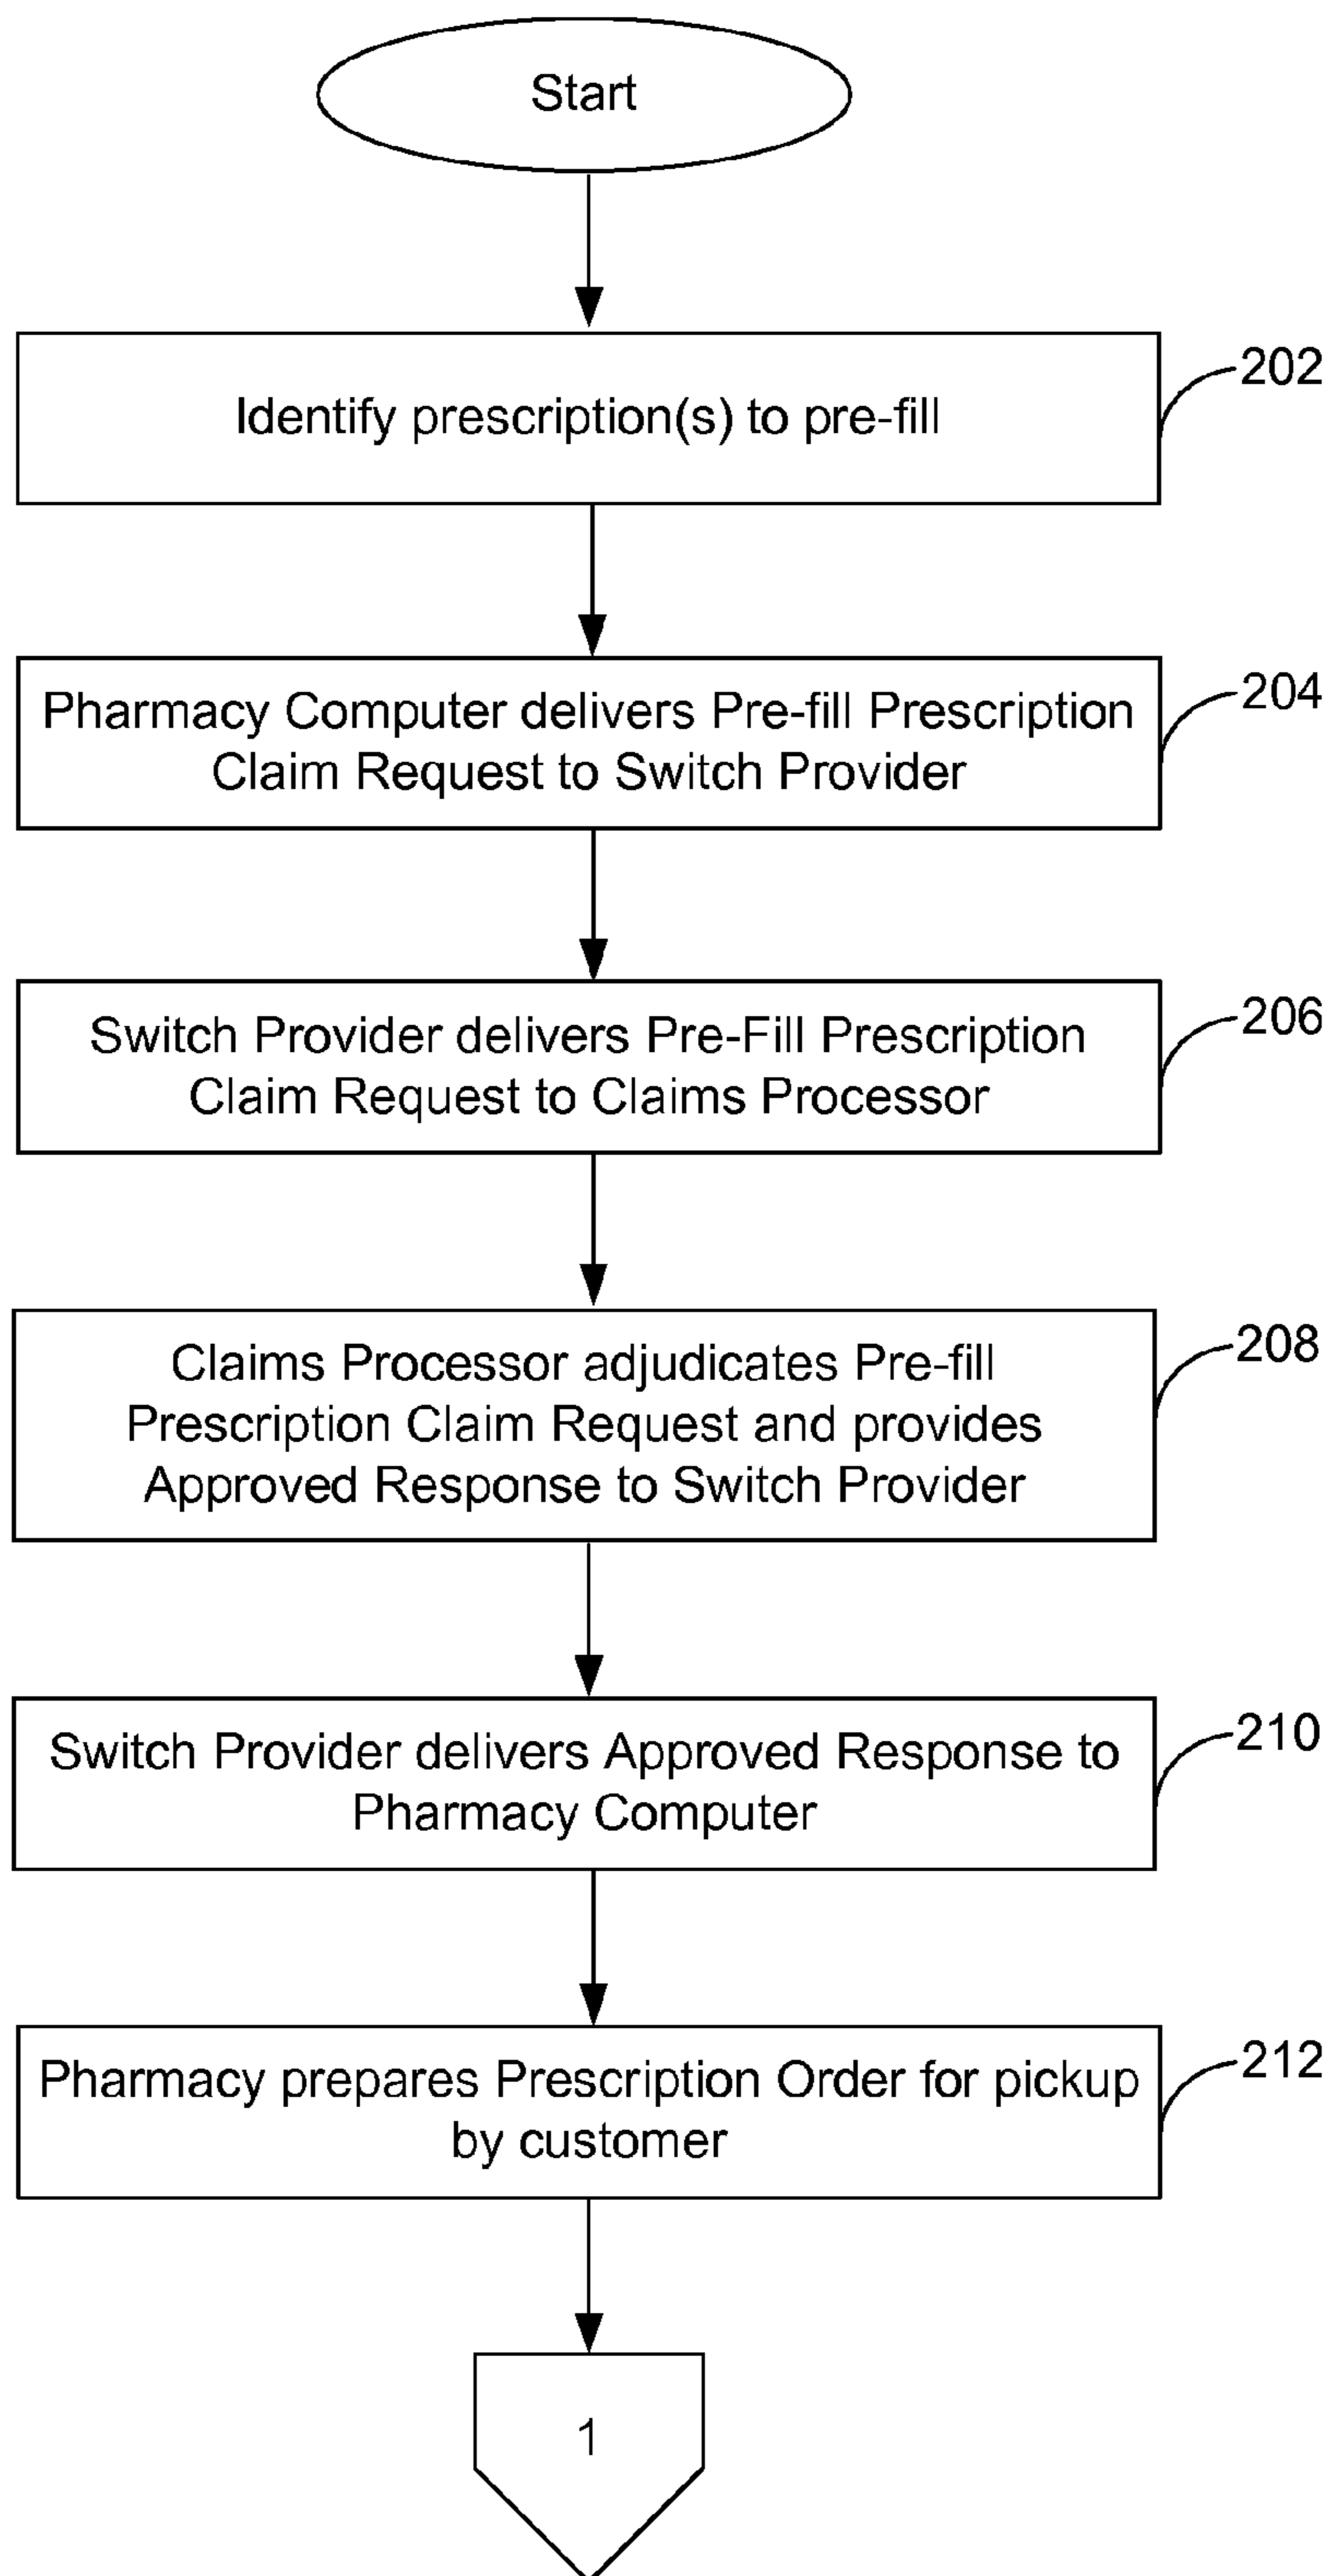 Start
202
Identify prescription(s) to pre-fill
204
Pharmacy Computer delivers Pre-fill Prescription
Claim Request to Switch Provider
206
Switch Provider delivers Pre-Fill Prescription
Claim Request to Claims Processor
208
Claims Processor adjudicates Pre-fill
Prescription Claim Request and provides
Approved Response to Switch Provider
210
Switch Provider delivers Approved Response to
Pharmacy Computer
212
Pharmacy prepares Prescription Order for pickup
by customer
1